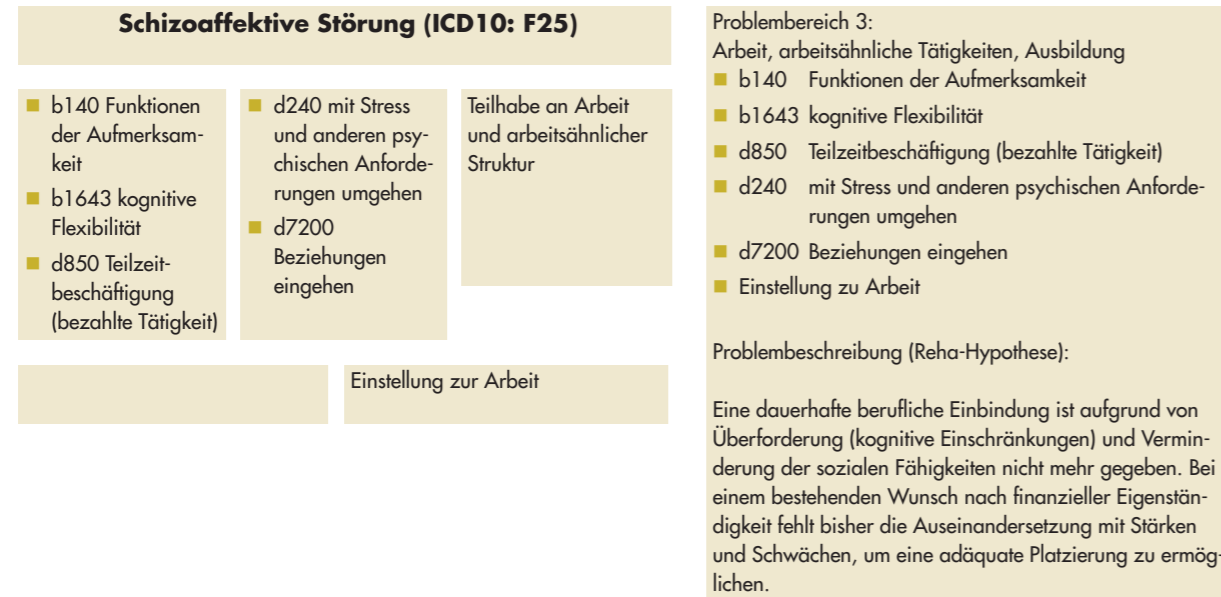 Schizoaffektive Störung (ICD10: F25)
■ b140 Funktionen
der Aufmerksam-
keit
■ b1643 kognitive
Flexibilität
■ d850 Teilzeit-
beschäftigung
(bezahlte Tätigkeit)
■ d240 mit Stress
und anderen psy-
chischen Anforde-
rungen umgehen
■ d7200
Beziehungen
eingehen
Teilhabe an Arbeit
und arbeitsähnlicher
Struktur
Einstellung zur Arbeit
Problembereich 3:
Arbeit, arbeitsähnliche Tätigkeiten, Ausbildung
■ b140 Funktionen der Aufmerksamkeit
■ b1643 kognitive Flexibilität
■ d850 Teilzeitbeschäftigung (bezahlte Tätigkeit)
■ d240 mit Stress und anderen psychischen Anforde-
rungen umgehen
■ d7200 Beziehungen eingehen
■ Einstellung zu Arbeit
Problembeschreibung (Reha-Hypothese):
Eine dauerhafte berufliche Einbindung ist aufgrund von
Überforderung (kognitive Einschränkungen) und Vermin-
derung der sozialen Fähigkeiten nicht mehr gegeben. Bei
einem bestehenden Wunsch nach finanzieller Eigenstän-
digkeit fehlt bisher die Auseinandersetzung mit Stärken
und Schwächen, um eine adäquate Platzierung zu ermög-
lichen.